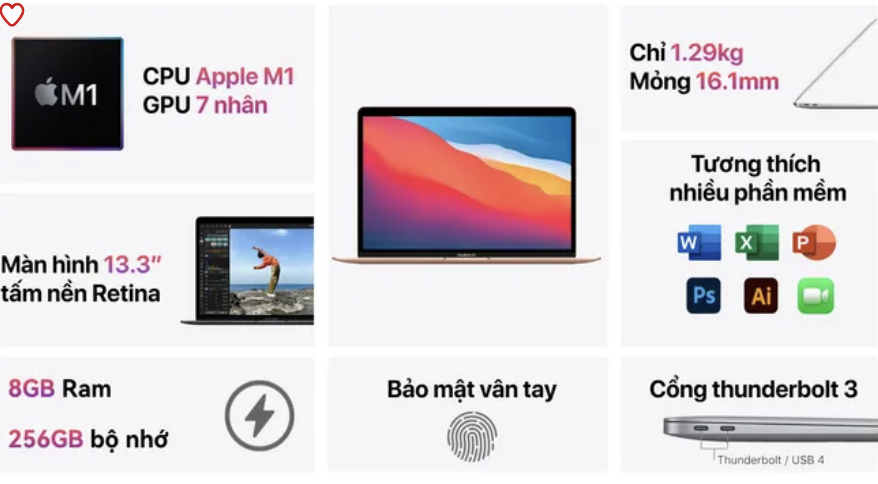 M1
CPU Apple M1
GPU 7 nhân
Chỉ 1.29kg
Mỏng 16.1mm
Tương thích
nhiều phần mềm
W X P
Ps Ai
Màn hình 13.3”
tấm nền Retina
8GB Ram
256GB bộ nhớ
Bảo mật vân tay
Cổng thunderbolt 3
Thunderbolt / USB 4